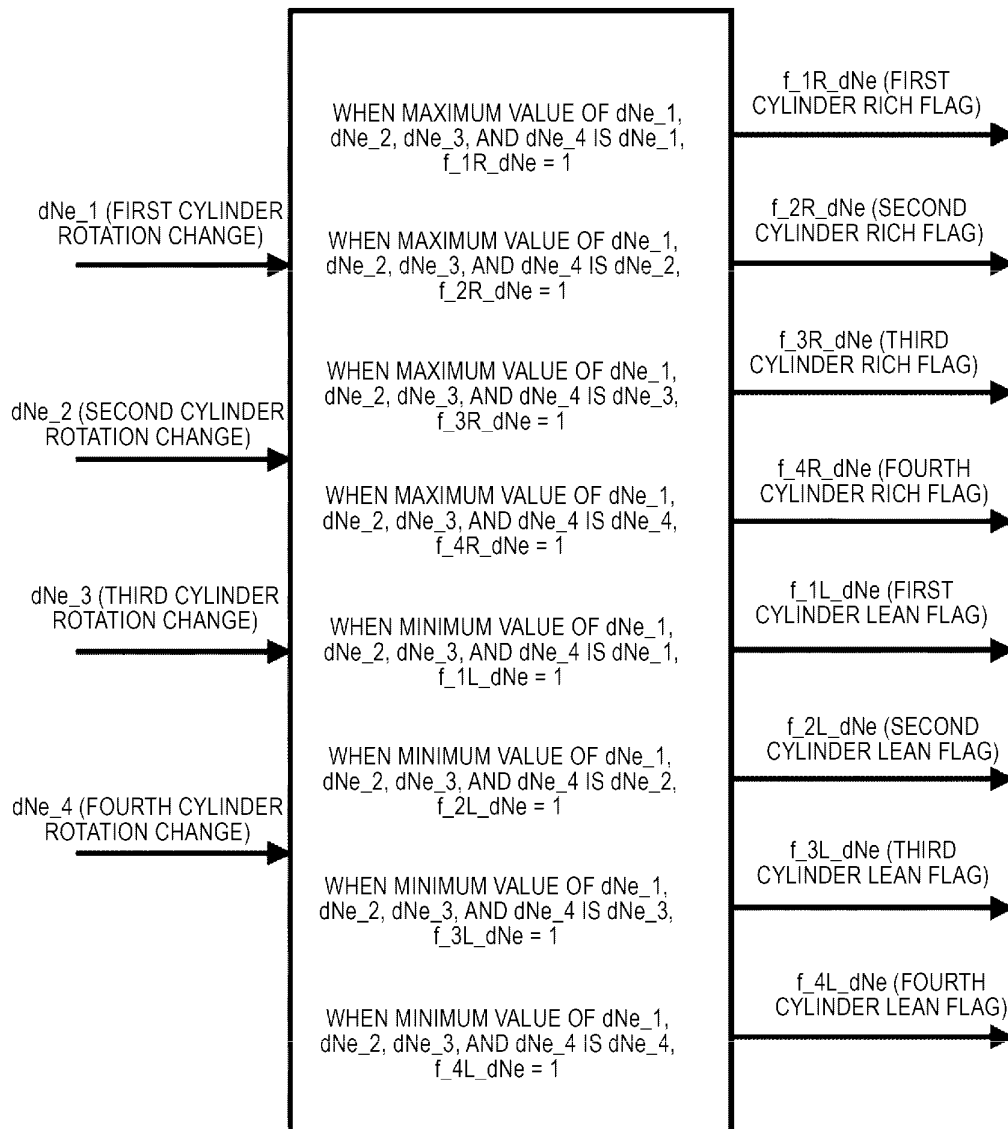 dNe_1 (FIRST CYLINDER
ROTATION CHANGE)
dNe_2 (SECOND CYLINDER
ROTATION CHANGE)
dNe_3 (THIRD CYLINDER
ROTATION CHANGE)
dNe_4 (FOURTH CYLINDER
ROTATION CHANGE)
WHEN MAXIMUM VALUE OF dNe_1,
dNe_2, dNe_3, AND dNe_4 IS dNe_1,
f_1R_dNe = 1
WHEN MAXIMUM VALUE OF dNe_1,
dNe_2, dNe_3, AND dNe_4 IS dNe_2,
f_2R_dNe = 1
WHEN MAXIMUM VALUE OF dNe_1,
dNe_2, dNe_3, AND dNe_4 IS dNe_3,
f_3R_dNe = 1
WHEN MAXIMUM VALUE OF dNe_1,
dNe_2, dNe_3, AND dNe_4 IS dNe_4,
f_4R_dNe = 1
WHEN MINIMUM VALUE OF dNe_1,
dNe_2, dNe_3, AND dNe_4 IS dNe_1,
f_1L_dNe = 1
WHEN MINIMUM VALUE OF dNe_1,
dNe_2, dNe_3, AND dNe_4 IS dNe_2,
f_2L_dNe = 1
WHEN MINIMUM VALUE OF dNe_1,
dNe_2, dNe_3, AND dNe_4 IS dNe_3,
f_3L_dNe = 1
WHEN MINIMUM VALUE OF dNe_1,
dNe_2, dNe_3, AND dNe_4 IS dNe_4,
f_4L_dNe = 1
f_1R_dNe (FIRST
CYLINDER RICH FLAG)
f_2R_dNe (SECOND
CYLINDER RICH FLAG)
f_3R_dNe (THIRD
CYLINDER RICH FLAG)
f_4R_dNe (FOURTH
CYLINDER RICH FLAG)
f_1L_dNe (FIRST
CYLINDER LEAN FLAG)
f_2L_dNe (SECOND
CYLINDER LEAN FLAG)
f_3L_dNe (THIRD
CYLINDER LEAN FLAG)
f_4L_dNe (FOURTH
CYLINDER LEAN FLAG)